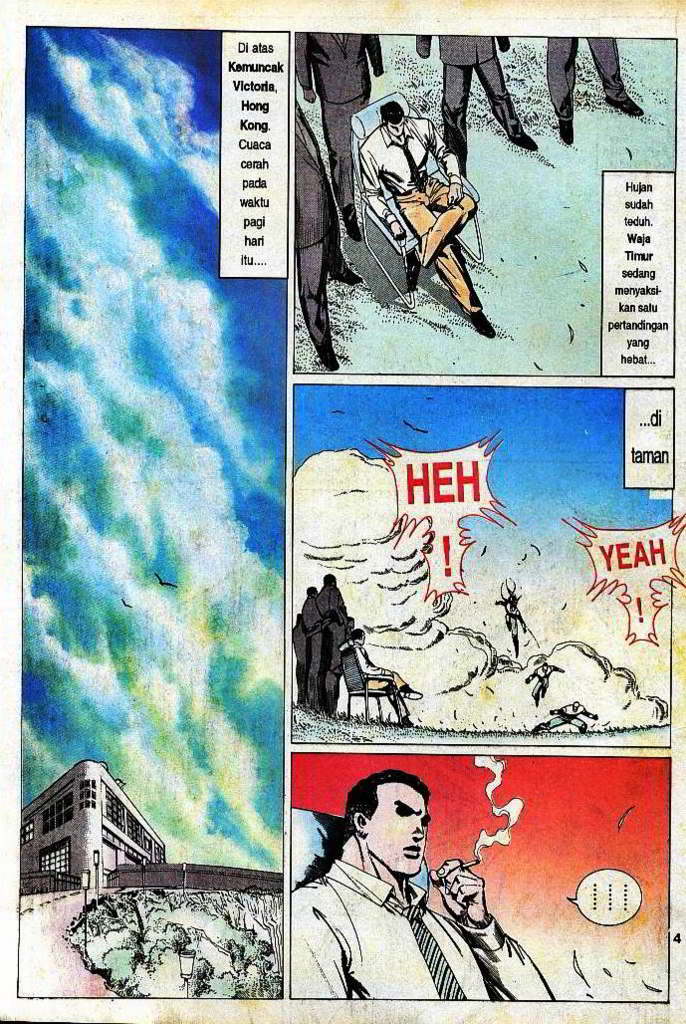 Di atas
Kemuncak
Victoria,
Hong
Kong.
Cuaca
cerah
pada
waktu
pagi
hari
itu....
Hujan
sudah
teduh.
Waja
Timur
sedang
menyaksi-
kan satu
pertandingan
yang
hebat...
...di
taman
HEH
!
YEAH
!
!!!
4